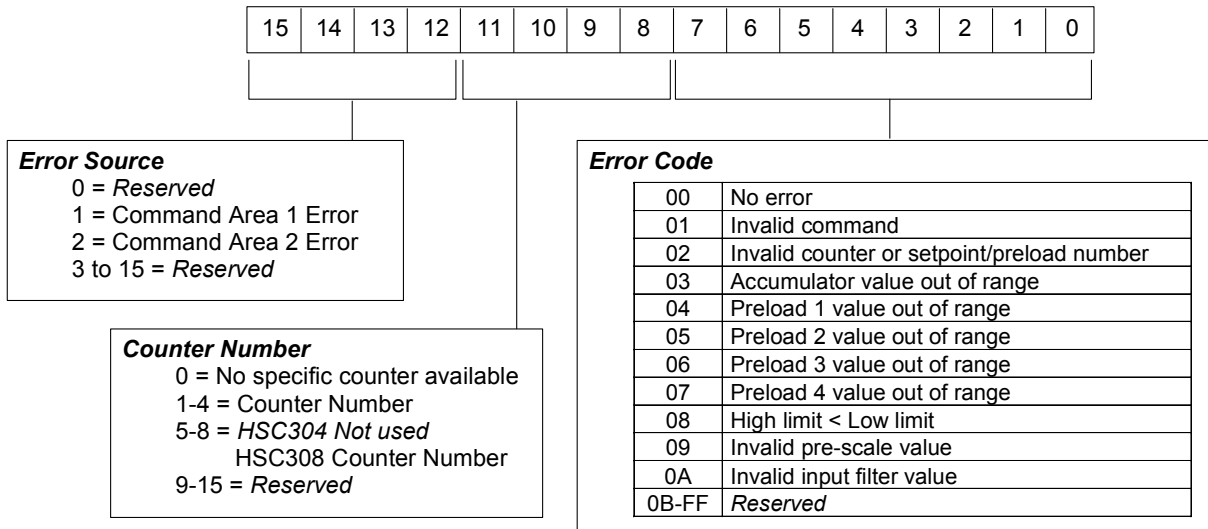 15 14 13 12 11 10 9 8 7 6 5 4 3 2 1 0
Error Source
0 = Reserved
1 = Command Area 1 Error
2 = Command Area 2 Error
3 to 15 = Reserved
Counter Number
0 = No specific counter available
1-4 = Counter Number
5-8 = HSC304 Not used
HSC308 Counter Number
9-15 = Reserved
Error Code
00 No error
01 Invalid command
02 Invalid counter or setpoint/preload number
03 Accumulator value out of range
04 Preload 1 value out of range
05 Preload 2 value out of range
06 Preload 3 value out of range
07 Preload 4 value out of range
08 High limit < Low limit
09 Invalid pre-scale value
0A Invalid input filter value
0B-FF Reserved